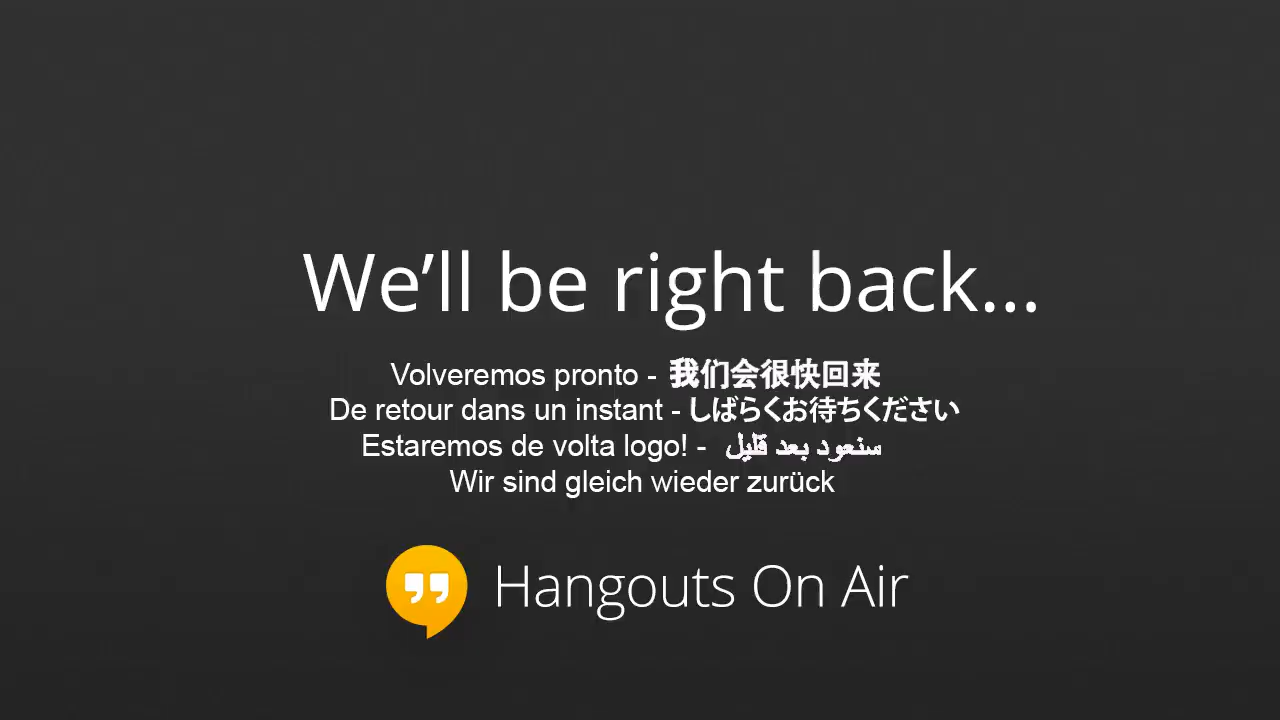 We’ll be right back...
Volveremos pronto - 我们会很快回来
De retour dans un instant - しばらくお待ちください
Estaremos de volta logo! - سنعود بعد قليل
Wir sind gleich wieder zurück
Hangouts On Air